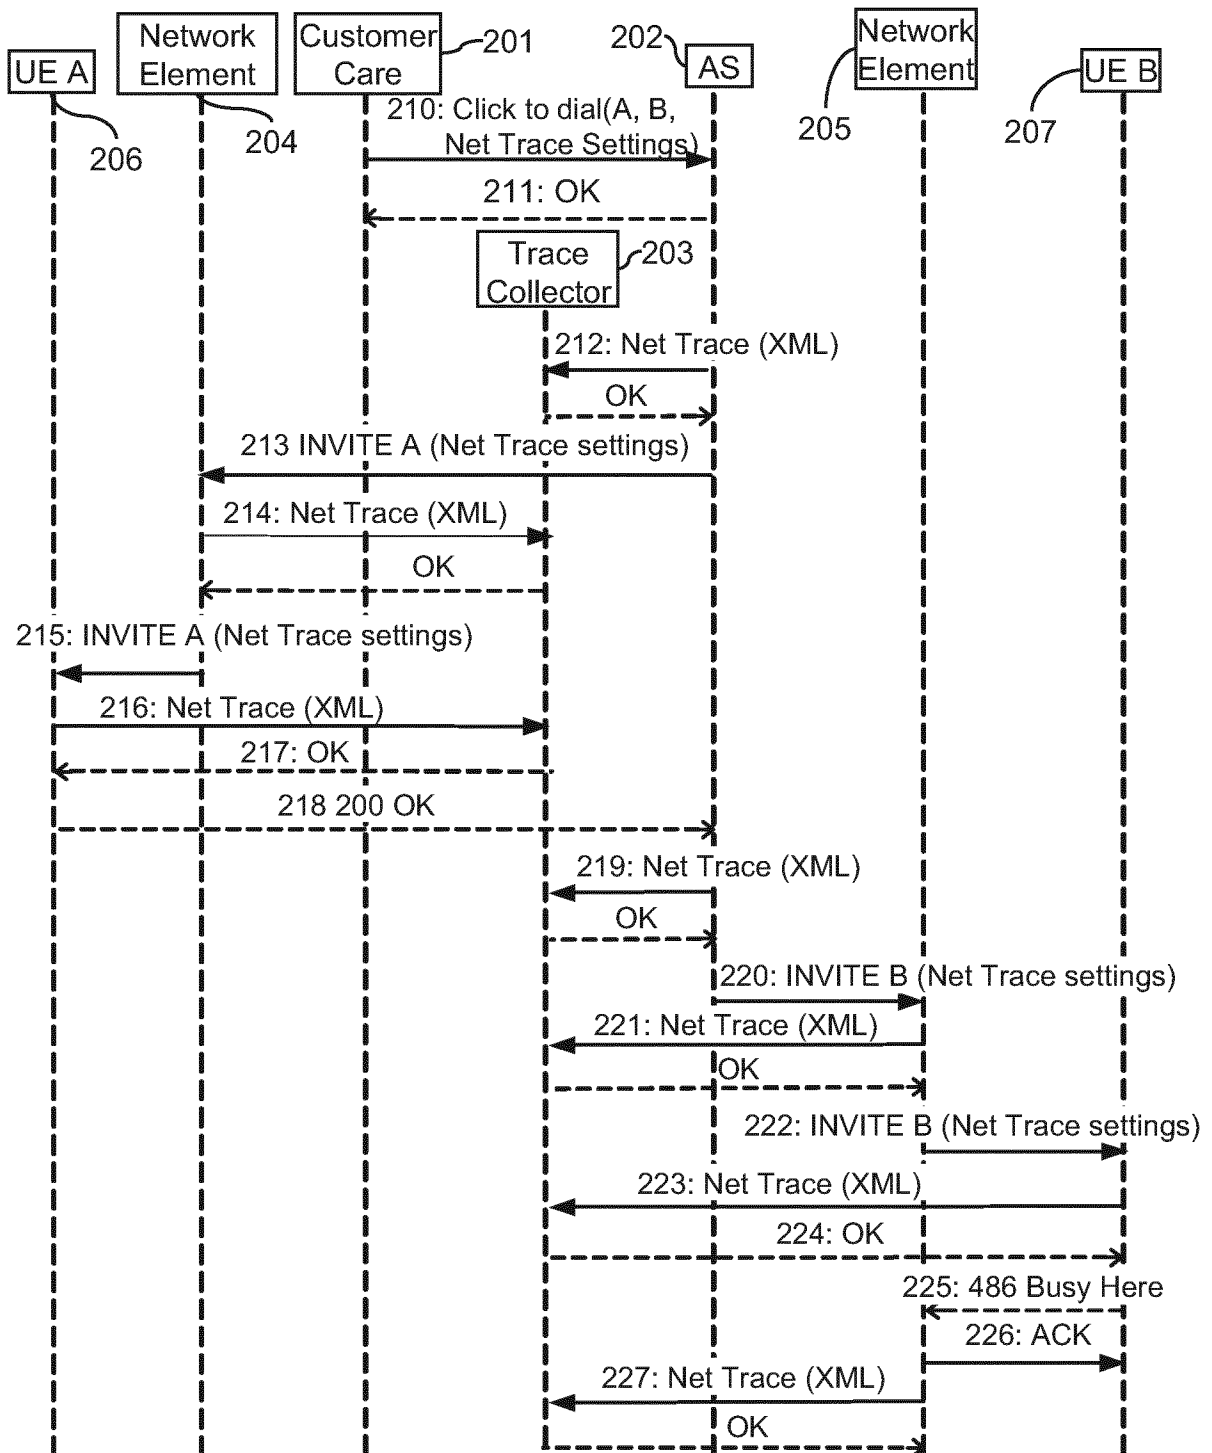 Network
Element
Customer
Care
201
202
Network
Element
UE A
AS
UE B
206
204
205
207
210: Click to dial(A, B,
Net Trace Settings)
211: OK
Trace
Collector
203
212: Net Trace (XML)
OK
213 INVITE A (Net Trace settings)
214: Net Trace (XML)
OK
215: INVITE A (Net Trace settings)
216: Net Trace (XML)
217: OK
218 200 OK
219: Net Trace (XML)
OK
220: INVITE B (Net Trace settings)
221: Net Trace (XML)
OK
222: INVITE B (Net Trace settings)
223: Net Trace (XML)
224: OK
225: 486 Busy Here
226: ACK
227: Net Trace (XML)
OK